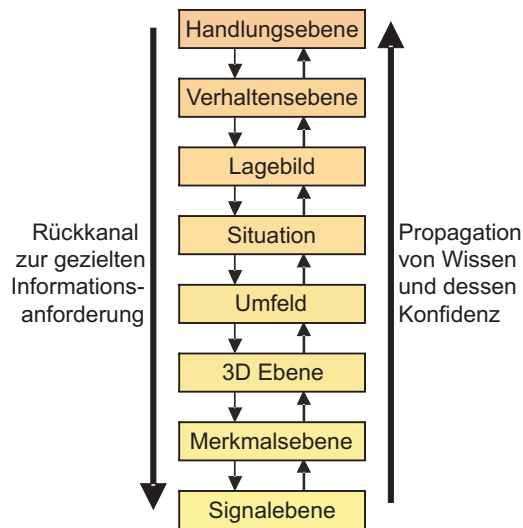 Handlungsebene
Verhaltensebene
Lagebild
Situation
Umfeld
3D Ebene
Merkmalsebene
Signalebene
Rückkanal
zur gezielten
Informations-
anforderung
Propagation
von Wissen
und dessen
Konfidenz